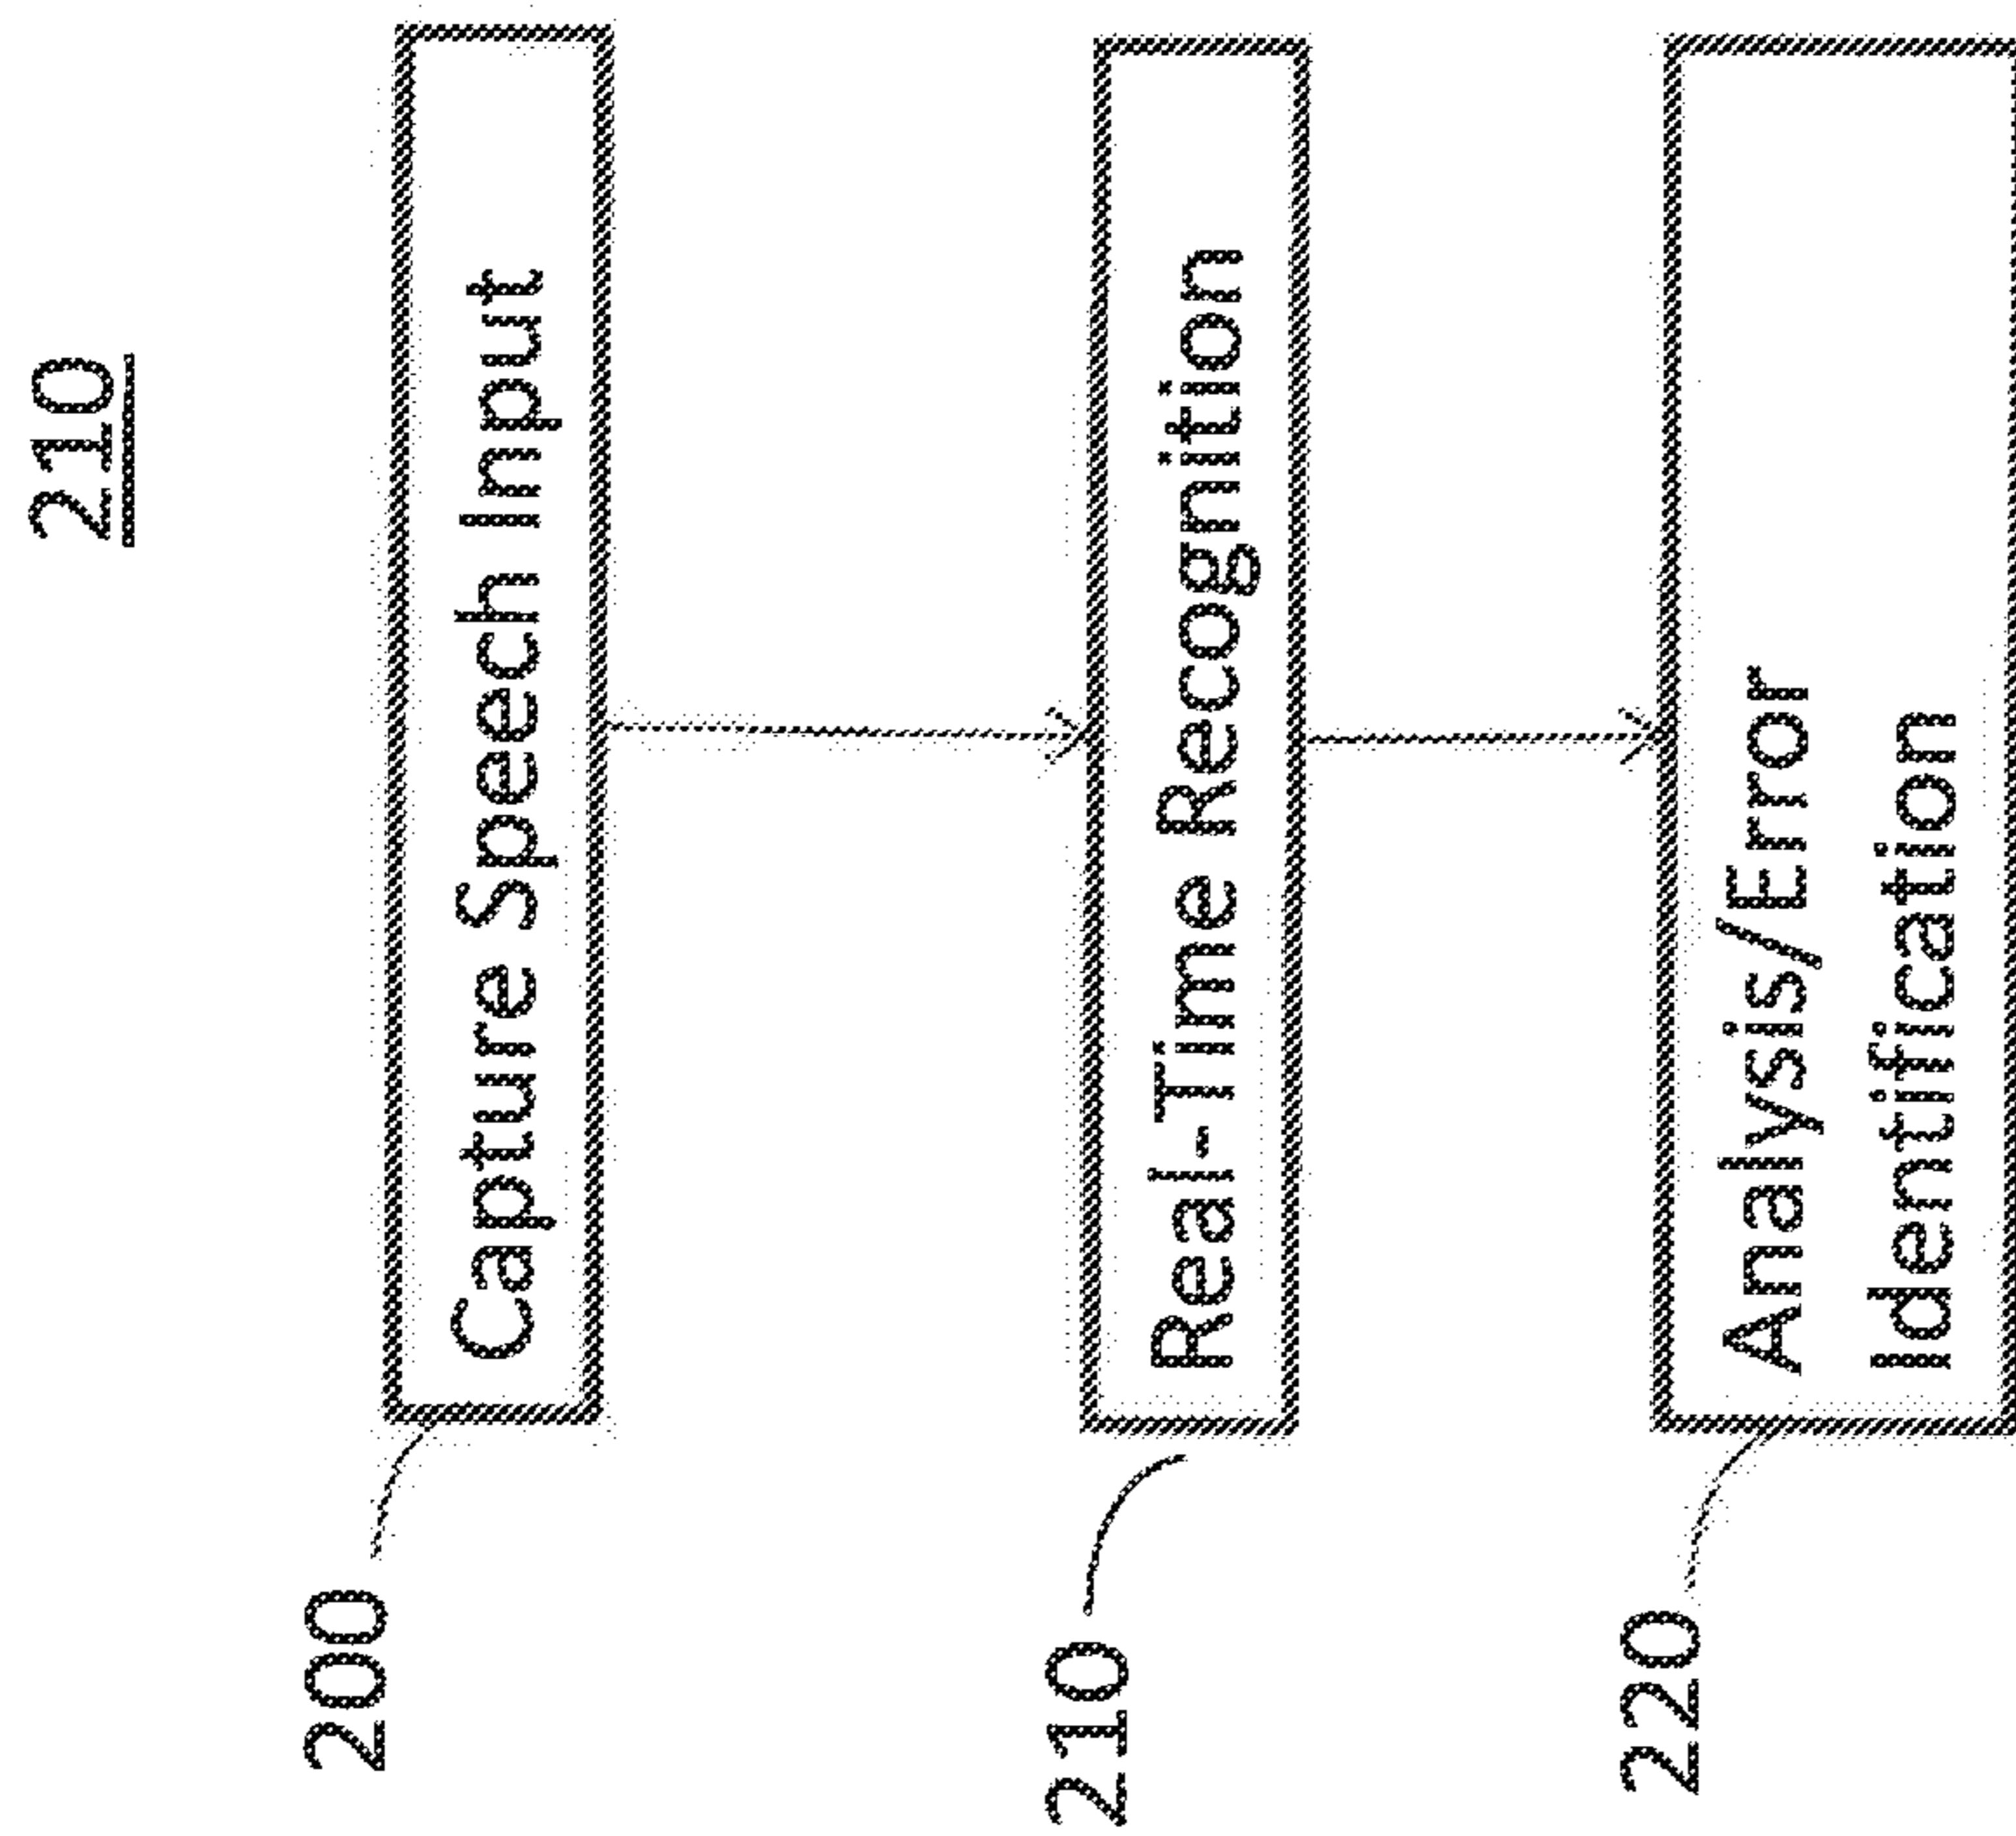 210
200
Capture Speech Input
210
Real-Time Recognition
220
Analysis/Error
Identification